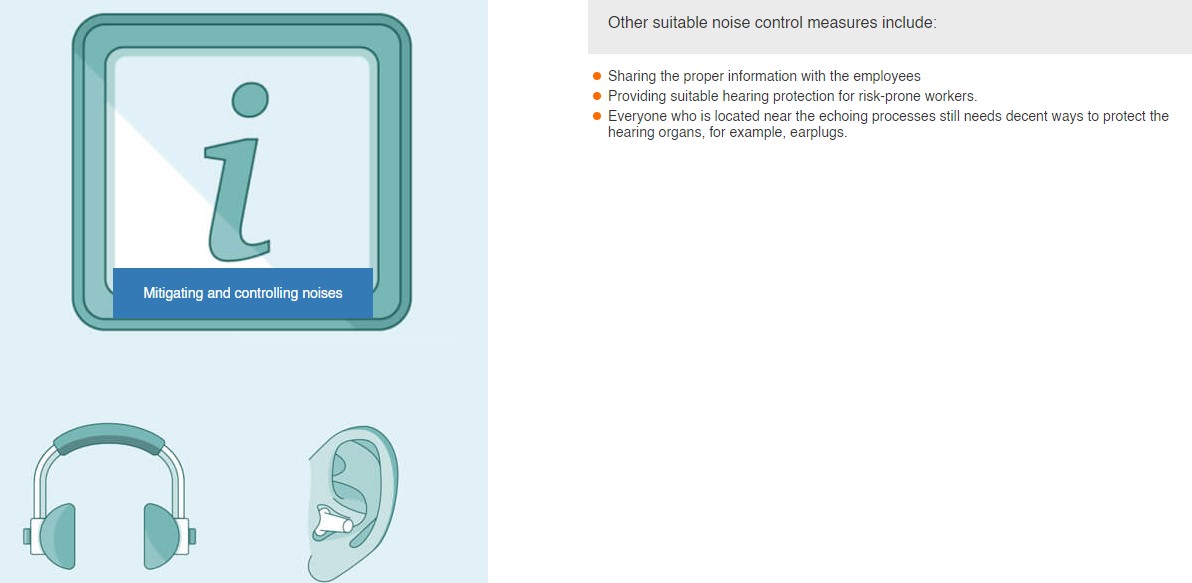 Mitigating and controlling noises
Other suitable noise control measures include:
Sharing the proper information with the employees
Providing suitable hearing protection for risk-prone workers.
Everyone who is located near the echoing processes still needs decent ways to protect the
hearing organs, for example, earplugs.